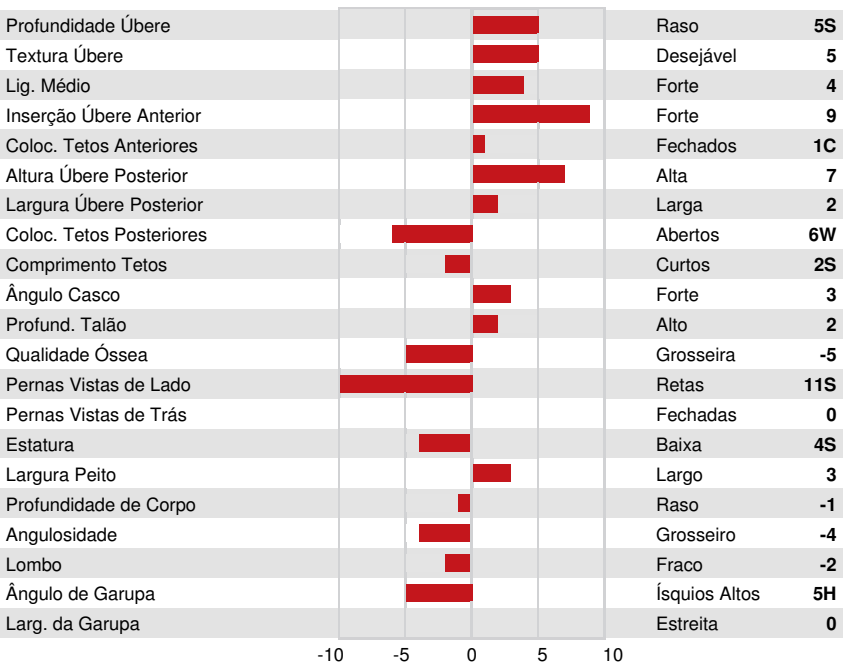 Profundidade Úbere Raso 5S
Textura Úbere Desejável 5
Lig. Médio Forte 4
Inserção Úbere Anterior Forte 9
Coloc. Tetos Anteriores Fechados 1C
Altura Úbere Posterior Alta 7
Largura Úbere Posterior Larga 2
Coloc. Tetos Posteriores Abertos 6W
Comprimento Tetos Curtos 2S
Ângulo Casco Forte 3
Profund. Talão Alto 2
Qualidade Óssea Grosseira -5
Pernas Vistas de Lado Retas 11S
Pernas Vistas de Trás Fechadas 0
Estatura Baixa 4S
Largura Peito Largo 3
Profundidade de Corpo Raso -1
Angulosidade Grosseiro -4
Lombo Fraco -2
Ângulo de Garupa Ísquios Altos 5H
Larg. da Garupa Estreita 0
-10 -5 0 5 10